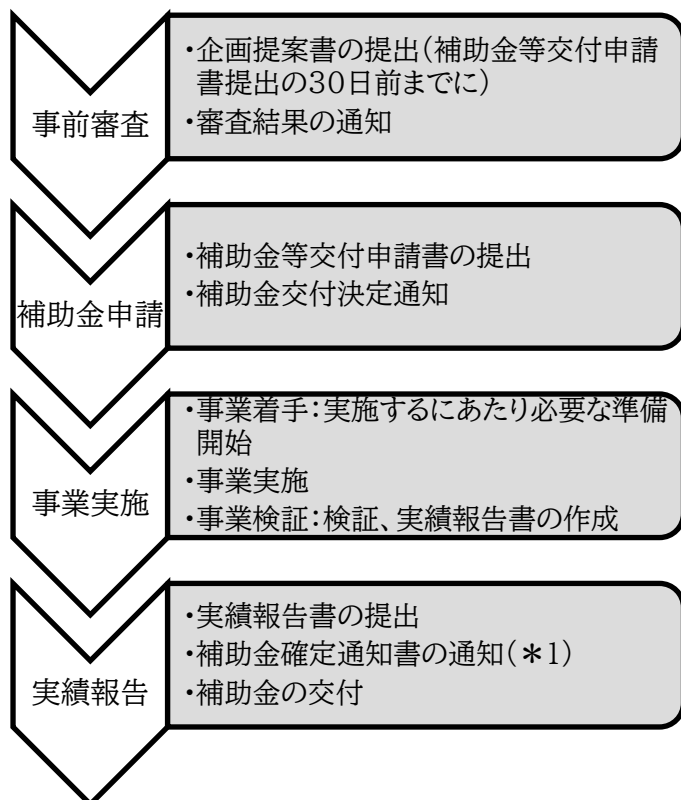 事前審査
・企画提案書の提出(補助金等交付申請
書提出の30日前までに)
・審査結果の通知
補助金申請
・補助金等交付申請書の提出
・補助金交付決定通知
事業実施
・事業着手:実施するにあたり必要な準備
開始
・事業実施
・事業検証:検証、実績報告書の作成
実績報告
・実績報告書の提出
・補助金確定通知書の通知(＊1)
・補助金の交付